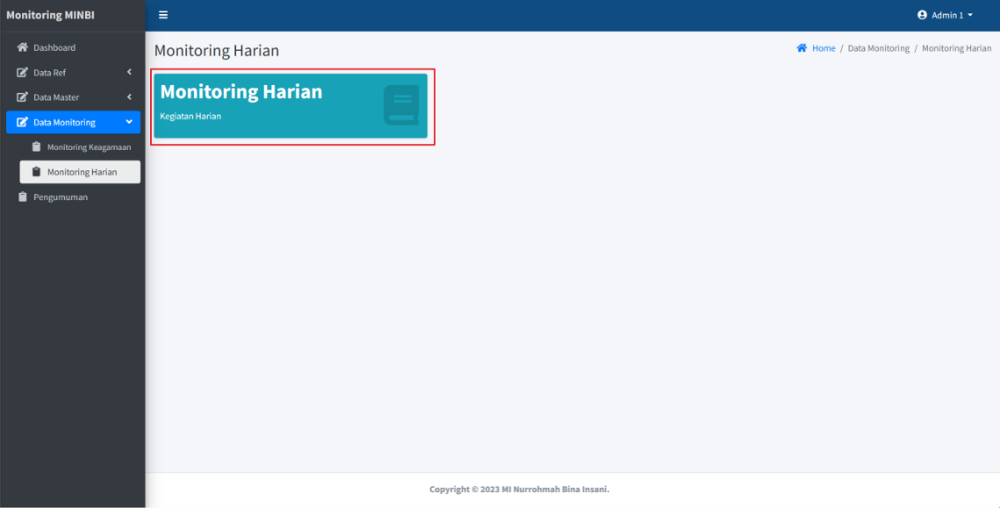 Monitoring MINBI
Admin 1
Dashboard
Data Ref
Data Master
Data Monitoring
Monitoring Keagamaan
Monitoring Harian
Pengumuman
Monitoring Harian
Home / Data Monitoring / Monitoring Harian
Monitoring Harian
Kegiatan Harian
Copyright © 2023 MI Nurrohmah Bina Insani.